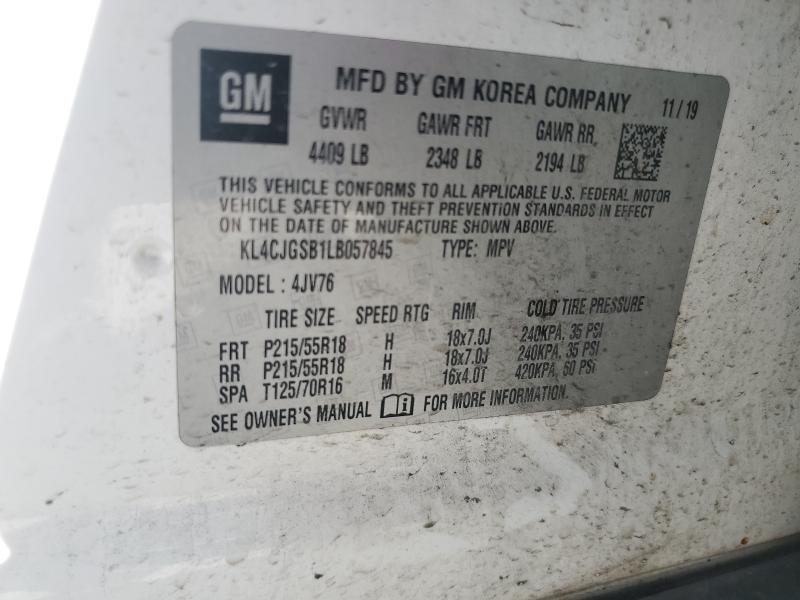 GM
MFD BY GM KOREA COMPANY 11/19
GVWR GAWR FRT GAWR RR
4409 LB 2348 LB 2194 LB
THIS VEHICLE CONFORMS TO ALL APPLICABLE U.S. FEDERAL MOTOR
VEHICLE SAFETY AND THEFT PREVENTION STANDARDS IN EFFECT
ON THE DATE OF MANUFACTURE SHOWN ABOVE.
KL4CJGSB1LB057845 TYPE: MPV
MODEL : 4JV76
TIRE SIZE SPEED RTG RIM COLD TIRE PRESSURE
FRT P215/55R18 H 18x7.0J 240KPA, 35 PSI
RR P215/55R18 H 18x7.0J 240KPA, 35 PSI
SPA T125/70R16 M 16x4.0T 420KPA, 60 PSI
SEE OWNER'S MANUAL FOR MORE INFORMATION.